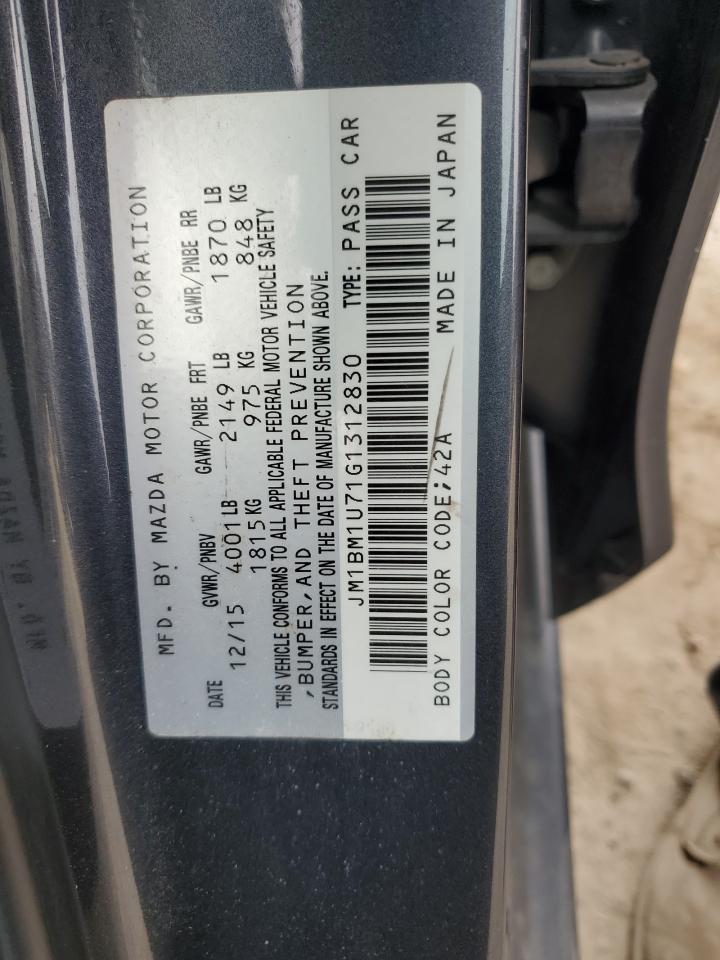 MFD. BY MAZDA MOTOR CORPORATION
DATE GVWR/PNBV GAWR/PNBE FRT GAWR/PNBE RR
12/15 4001 LB 2149 LB 1870 LB
1815 KG 975 KG 848 KG
THIS VEHICLE CONFORMS TO ALL APPLICABLE FEDERAL MOTOR VEHICLE SAFETY
,BUMPER,AND THEFT PREVENTION
STANDARDS IN EFFECT ON THE DATE OF MANUFACTURE SHOWN ABOVE.
JM1BM1U71G1312830 TYPE: PASS CAR
BODY COLOR CODE;42A MADE IN JAPAN